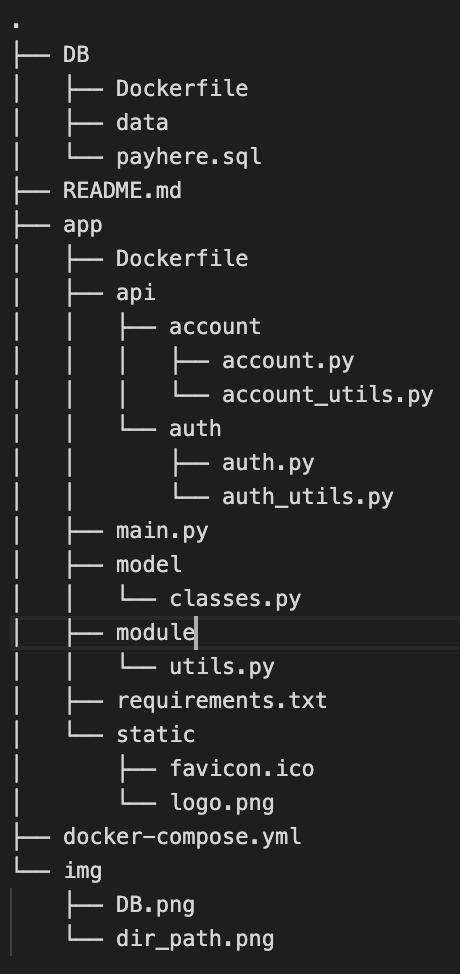 .
├── DB
│   ├── Dockerfile
│   ├── data
│   └── payhere.sql
├── README.md
├── app
│   ├── Dockerfile
│   ├── api
│   │   ├── account
│   │   │   ├── account.py
│   │   │   └── account_utils.py
│   │   └── auth
│   │       ├── auth.py
│   │       └── auth_utils.py
│   ├── main.py
│   ├── model
│   │   └── classes.py
│   ├── module
│   │   └── utils.py
│   ├── requirements.txt
│   └── static
│       ├── favicon.ico
│       └── logo.png
├── docker-compose.yml
└── img
    ├── DB.png
    └── dir_path.png